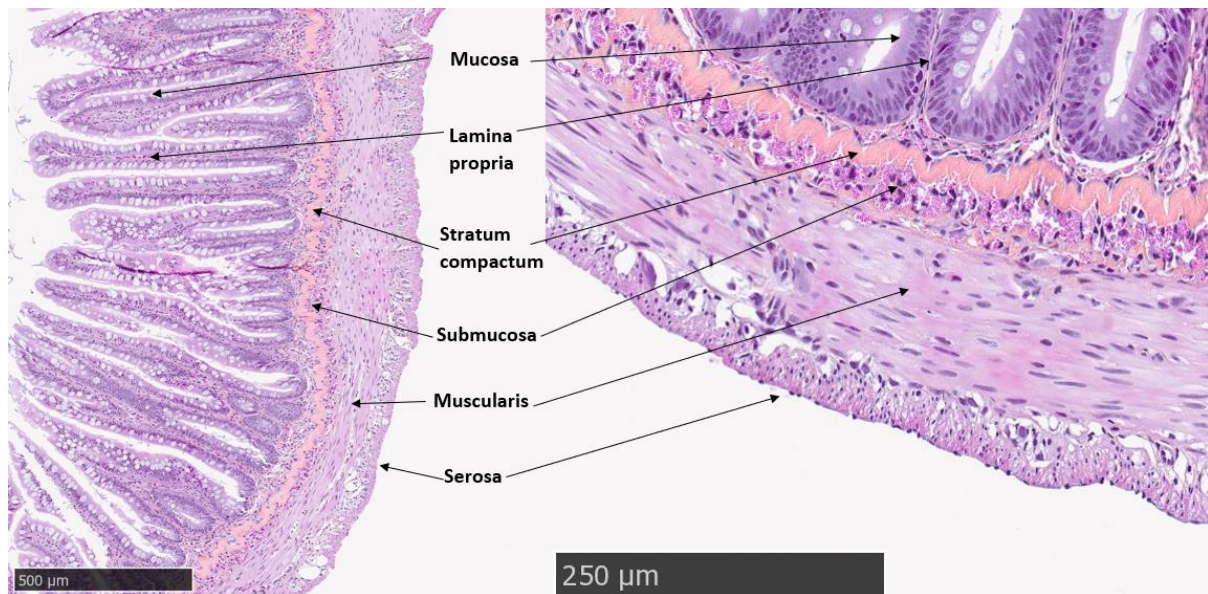 Mucosa
Lamina
propria
Stratum
compactum
Submucosa
Muscularis
Serosa
500 µm
250 µm